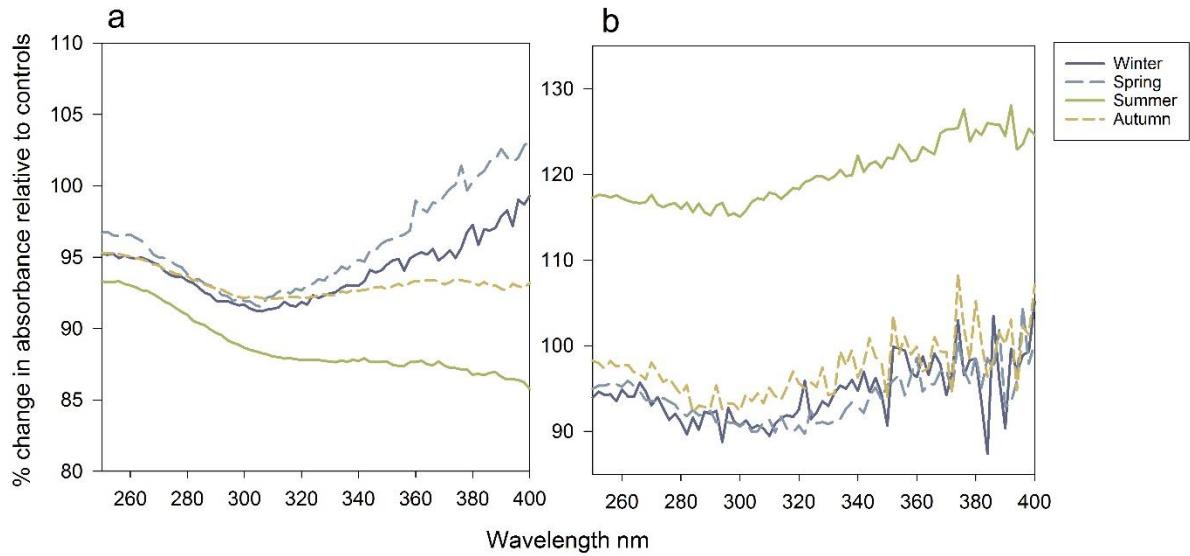 a
b
% change in absorbance relative to controls
110
105
100
95
90
85
80
260 280 300 320 340 360 380 400
130
120
110
100
90
260 280 300 320 340 360 380 400
Wavelength nm
Winter
Spring
Summer
Autumn